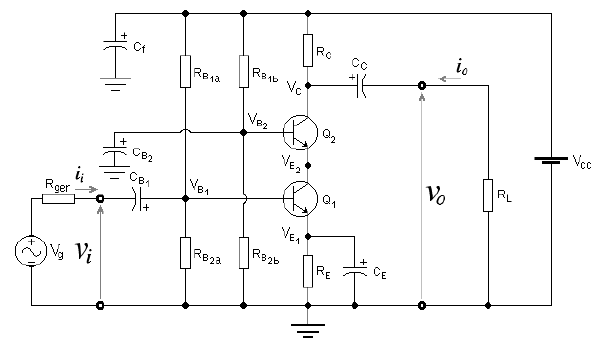 +
Cf
RB1a
RB1b
RC
VC
CC
+
io
VB2
Q2
+
CB2
VE2
VCC
Rger
ii
CB1
+
VB1
Q1
vo
RL
Vg
+
vi
RB2a
RB2b
VE1
RE
+
CE